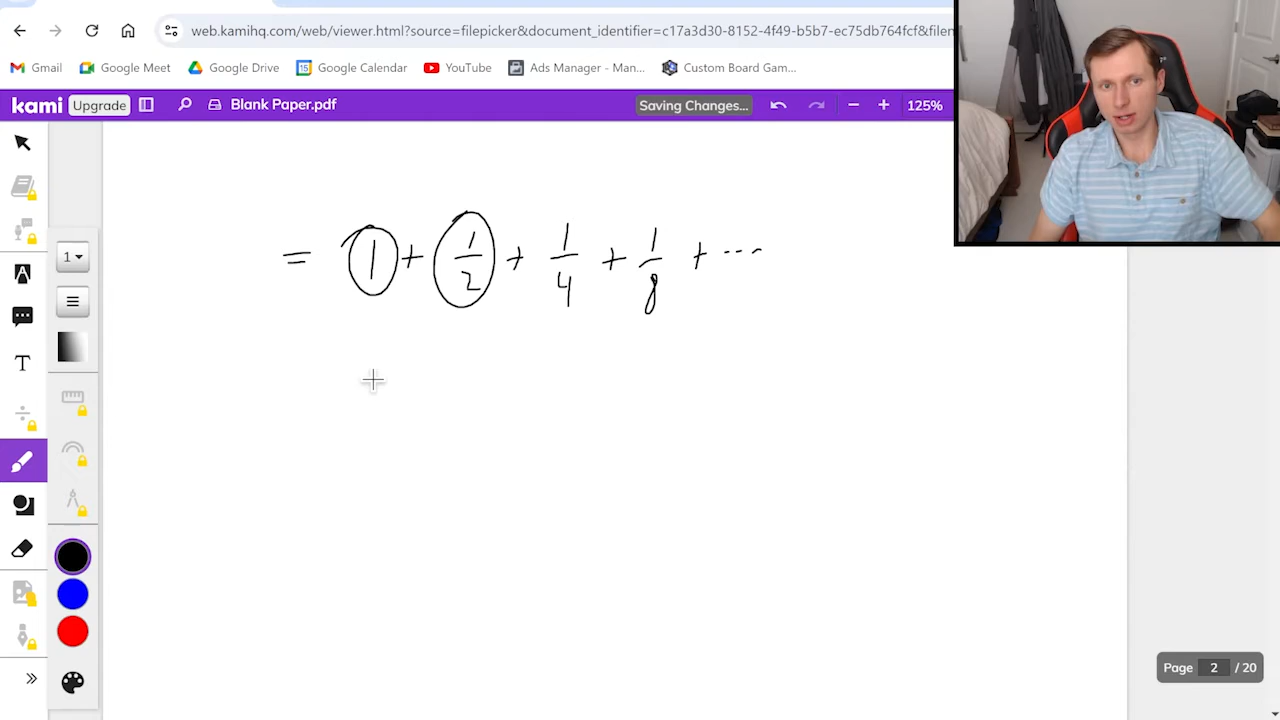 web.kamihq.com/web/viewer.html?source=filepicker&document_identifier=c17a3d30-8152-4f49-b5b7-ec75db764fcf&filen
Gmail Google Meet Google Drive 15 Google Calendar YouTube Ads Manager - Man... Custom Board Gam...
kami Upgrade Blank Paper.pdf Saving Changes... 125%
= 1 + 1/2 + 1/4 + 1/8 + ...
A
T
1
Page 2 / 20